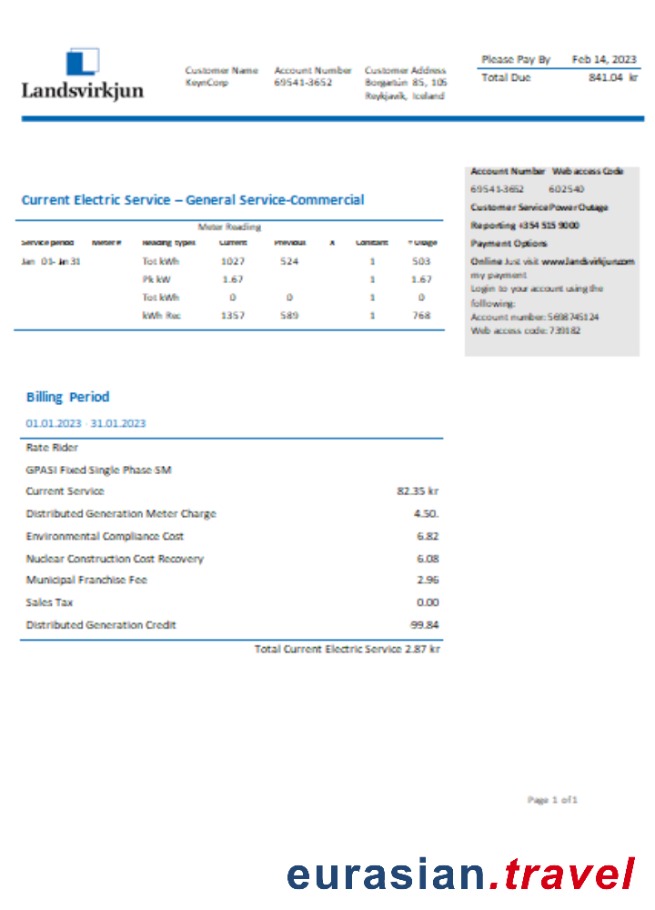 Landsvirkjun
Customer Name Account Number Customer Address
KeynCorp 69541-3652 Borgartún 85, 105
Reykjavík, Iceland
Please Pay By Feb 14, 2023
Total Due 841.04 kr
Account Number Web access Code
69541-3652 602540
Customer Service Power Outage
Reporting +354 515 9000
Payment Options
Online Just visit www.landsvirkjun.com
my payment
Login to your account using the
following:
Account number: 5698745124
Web access code: 739182
Current Electric Service – General Service-Commercial
Meter Reading
Service period Meter # Reading types Current Previous X Constant = Usage
Jan 01- Jan 31 Tot kWh 1027 524 1 503
Pk kW 1.67 1 1.67
Tot kWh 0 0 1 0
kWh Rec 1357 589 1 768
Billing Period
01.01.2023 - 31.01.2023
Rate Rider
GPASI Fixed Single Phase SM
Current Service 82.35 kr
Distributed Generation Meter Charge 4.50.
Environmental Compliance Cost 6.82
Nuclear Construction Cost Recovery 6.08
Municipal Franchise Fee 2.96
Sales Tax 0.00
Distributed Generation Credit -99.84
Total Current Electric Service 2.87 kr
Page 1 of 1
eurasian.travel